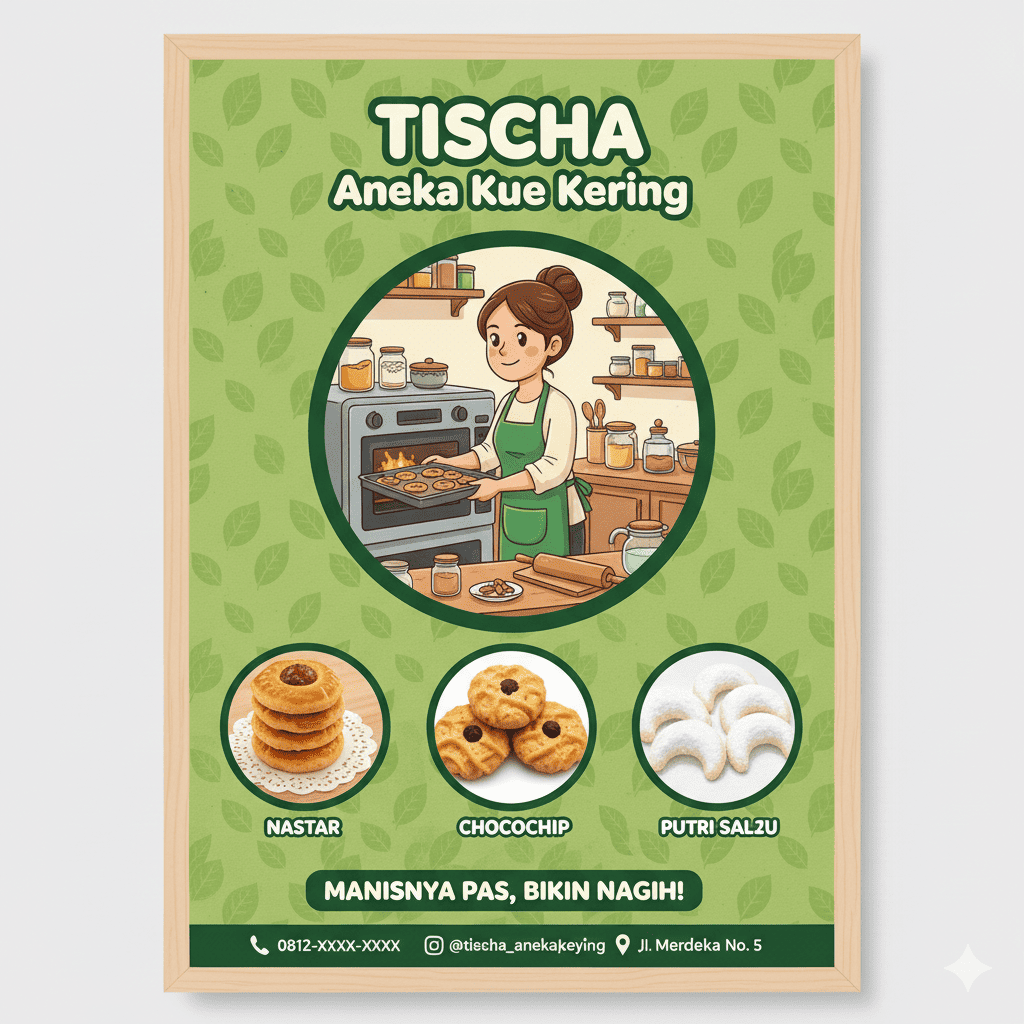 TISCHA
Aneka Kue Kering
NASTAR
CHOCOCHIP
PUTRI SAL2U
MANISNYA PAS, BIKIN NAGIH!
0812-XXXX-XXXX
@tiecha_anekakeying
Jl. Merdeka No. 5